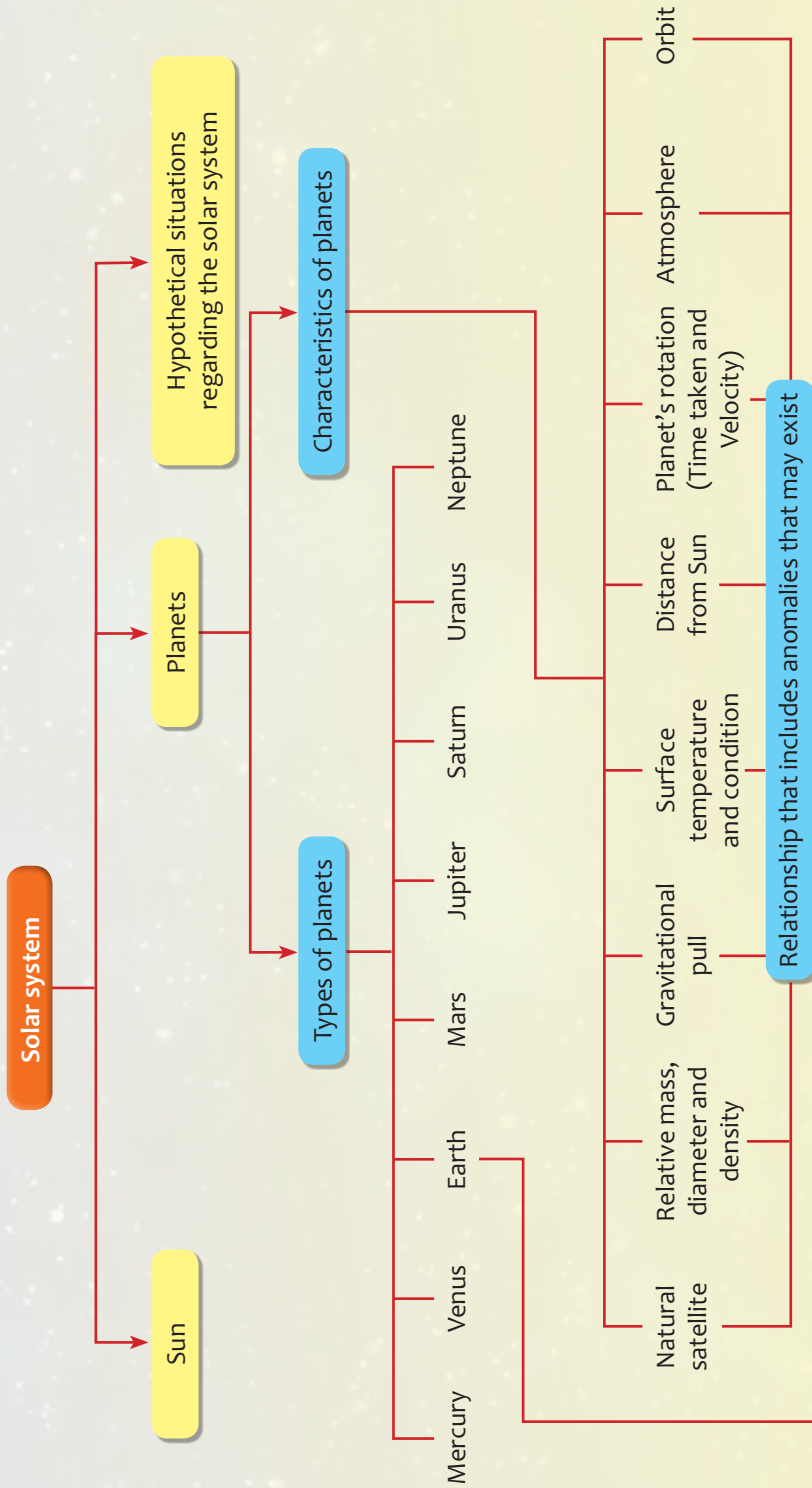 Solar system
Sun
Planets
Hypothetical situations
regarding the solar system
Types of planets
Characteristics of planets
Mercury
Venus
Earth
Mars
Jupiter
Saturn
Uranus
Neptune
Natural
satellite
Relative mass,
diameter and
density
Gravitational
pull
Surface
temperature
and condition
Distance
from Sun
Planet’s rotation
(Time taken and
Velocity)
Atmosphere
Orbit
Relationship that includes anomalies that may exist